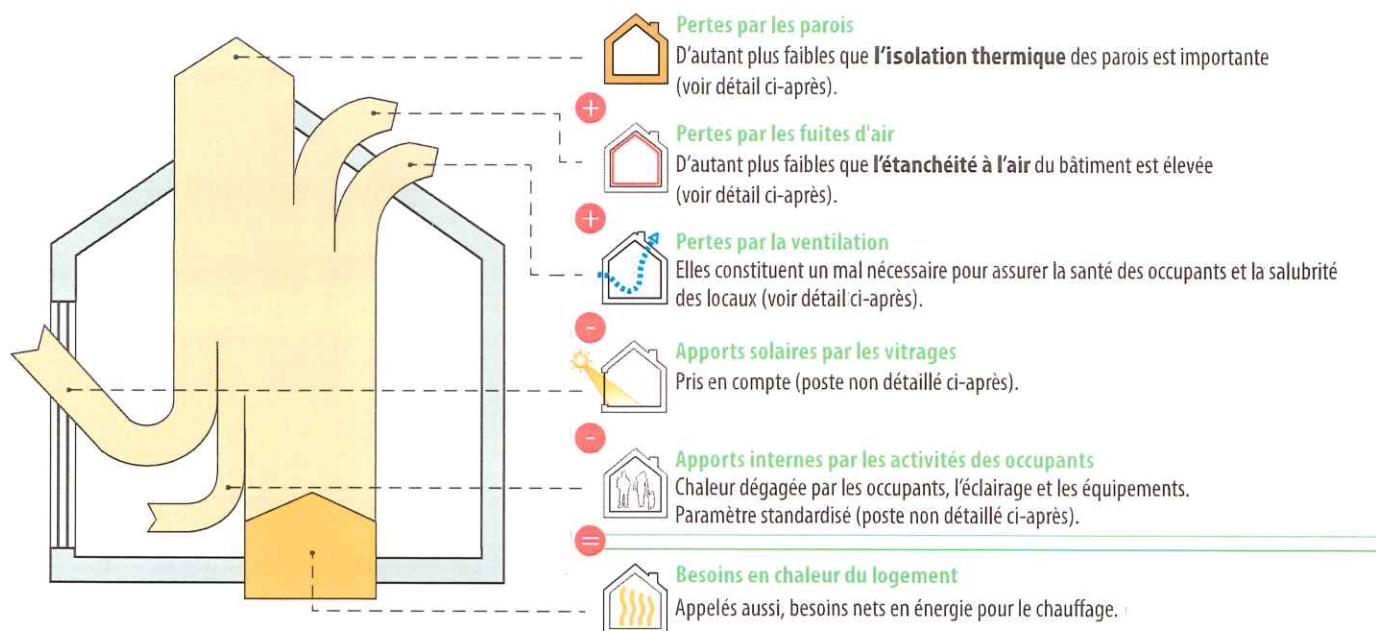 Pertes par les parois
D'autant plus faibles que l'isolation thermique des parois est importante
(voir détail ci-après).
+
Pertes par les fuites d'air
D'autant plus faibles que l'étanchéité à l'air du bâtiment est élevée
(voir détail ci-après).
+
Pertes par la ventilation
Elles constituent un mal nécessaire pour assurer la santé des occupants et la salubrité
des locaux (voir détail ci-après).
-
Apports solaires par les vitrages
Pris en compte (poste non détaillé ci-après).
-
Apports internes par les activités des occupants
Chaleur dégagée par les occupants, l'éclairage et les équipements.
Paramètre standardisé (poste non détaillé ci-après).
=
Besoins en chaleur du logement
Appelés aussi, besoins nets en énergie pour le chauffage.